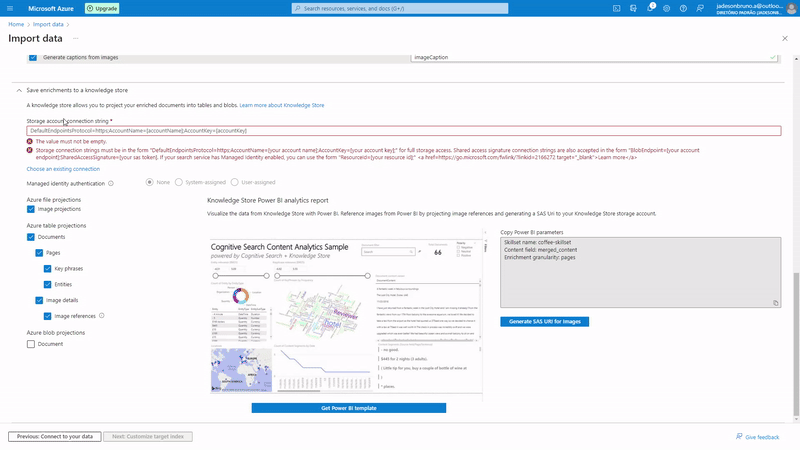 Microsoft Azure
Upgrade
Search resources, services, and docs (G+/)
jadesonbruno.a@outloo...
DIRETÓRIO PADRÃO (JADESONB...
Home > Import data >
Import data
Generate captions from images
imageCaption
Save enrichments to a knowledge store
A knowledge store allows you to project your enriched documents into tables and blobs. Learn more about Knowledge Store
Storage account connection string *
DefaultEndpointsProtocol=https;AccountName=[accountName];AccountKey=[accountKey];
The value must not be empty.
Storage connection strings must be in the form "DefaultEndpointsProtocol=https;AccountName=[your account name];AccountKey=[your account key];" for full storage access. Shared access signature connection strings are also accepted in the form "BlobEndpoint=[your account
endpoint];SharedAccessSignature=[your sas token]. If your search service has Managed identity enabled, you can use the form "ResourceId=[your resource id];" <a href=https://go.microsoft.com/fwlink/?linkid=2166272 target="_blank">Learn more</a>
Choose an existing connection
Managed identity authentication
None
System-assigned
User-assigned
Azure file projections
Image projections
Azure table projections
Documents
Pages
Key phrases
Entities
Image details
Image references
Azure blob projections
Document
Knowledge Store Power BI analytics report
Visualize the data from Knowledge Store with Power BI. Reference images from Power BI by projecting image references and generating a SAS Uri to your Knowledge Store storage account.
Cognitive Search Content Analytics Sample
powered by Cognitive Search + Knowledge Store
66
Get Power BI template
Copy Power BI parameters
Skillset name: coffee-skillset
Content field: merged_content
Enrichment granularity: pages
Generate SAS URI for Images
Previous: Connect to your data
Next: Customize target index
Give feedback